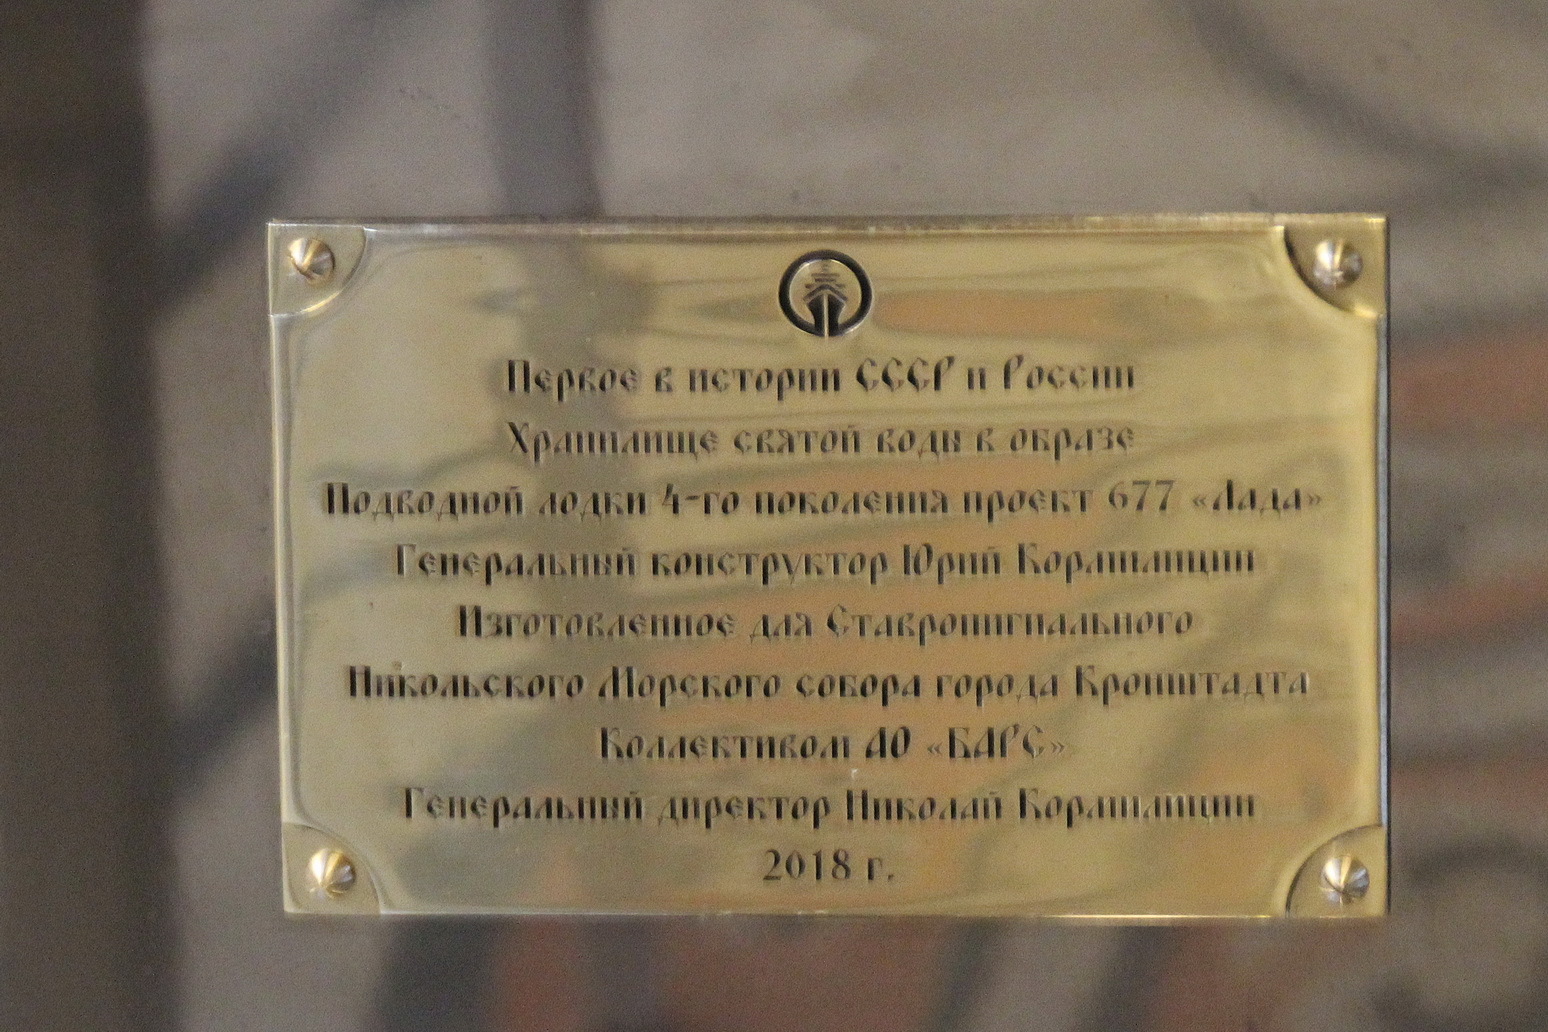 Первое в истории СССР и России
Хранилище святой воды в образе
Подводной лодки 4-го поколения проект 677 «Лада»
Генеральный конструктор Юрий Кормилицин
Изготовленное для Ставропигиального
Никольского Морского собора города Кронштадта
Коллективом АО «БАРС»
Генеральный директор Николай Кормилицин
2018 г.